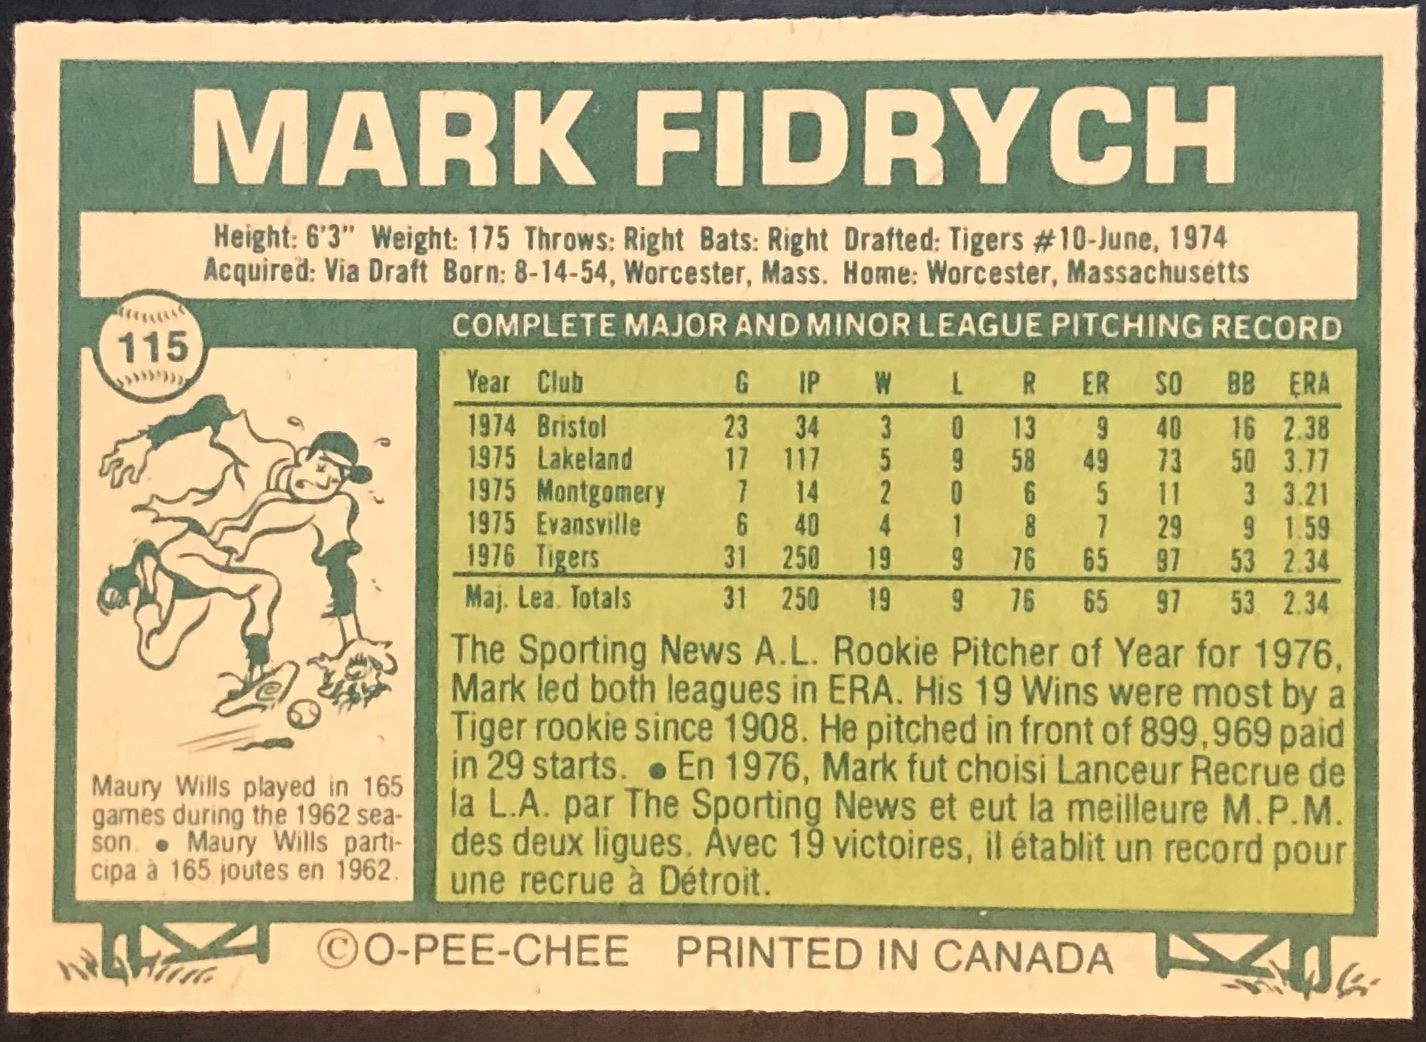 MARK FIDRYCH
Height: 6'3" Weight: 175 Throws: Right Bats: Right Drafted: Tigers #10-June, 1974
Acquired: Via Draft Born: 8-14-54, Worcester, Mass. Home: Worcester, Massachusetts
115
COMPLETE MAJOR AND MINOR LEAGUE PITCHING RECORD
Year Club G IP W L R ER SO BB ERA
1974 Bristol 23 34 3 0 13 9 40 16 2.38
1975 Lakeland 17 117 5 9 58 49 73 50 3.77
1975 Montgomery 7 14 2 0 6 5 11 3 3.21
1975 Evansville 6 40 4 1 8 7 29 9 1.59
1976 Tigers 31 250 19 9 76 65 97 53 2.34
Maj. Lea. Totals 31 250 19 9 76 65 97 53 2.34
The Sporting News A.L. Rookie Pitcher of Year for 1976,
Mark led both leagues in ERA. His 19 Wins were most by a
Tiger rookie since 1908. He pitched in front of 899,969 paid
in 29 starts. ● En 1976, Mark fut choisi Lanceur Recrue de
la L.A. par The Sporting News et eut la meilleure M.P.M.
des deux ligues. Avec 19 victoires, il établit un record pour
une recrue à Détroit.
Maury Wills played in 165
games during the 1962 sea-
son. ● Maury Wills parti-
cipa à 165 joutes en 1962.
©O-PEE-CHEE PRINTED IN CANADA